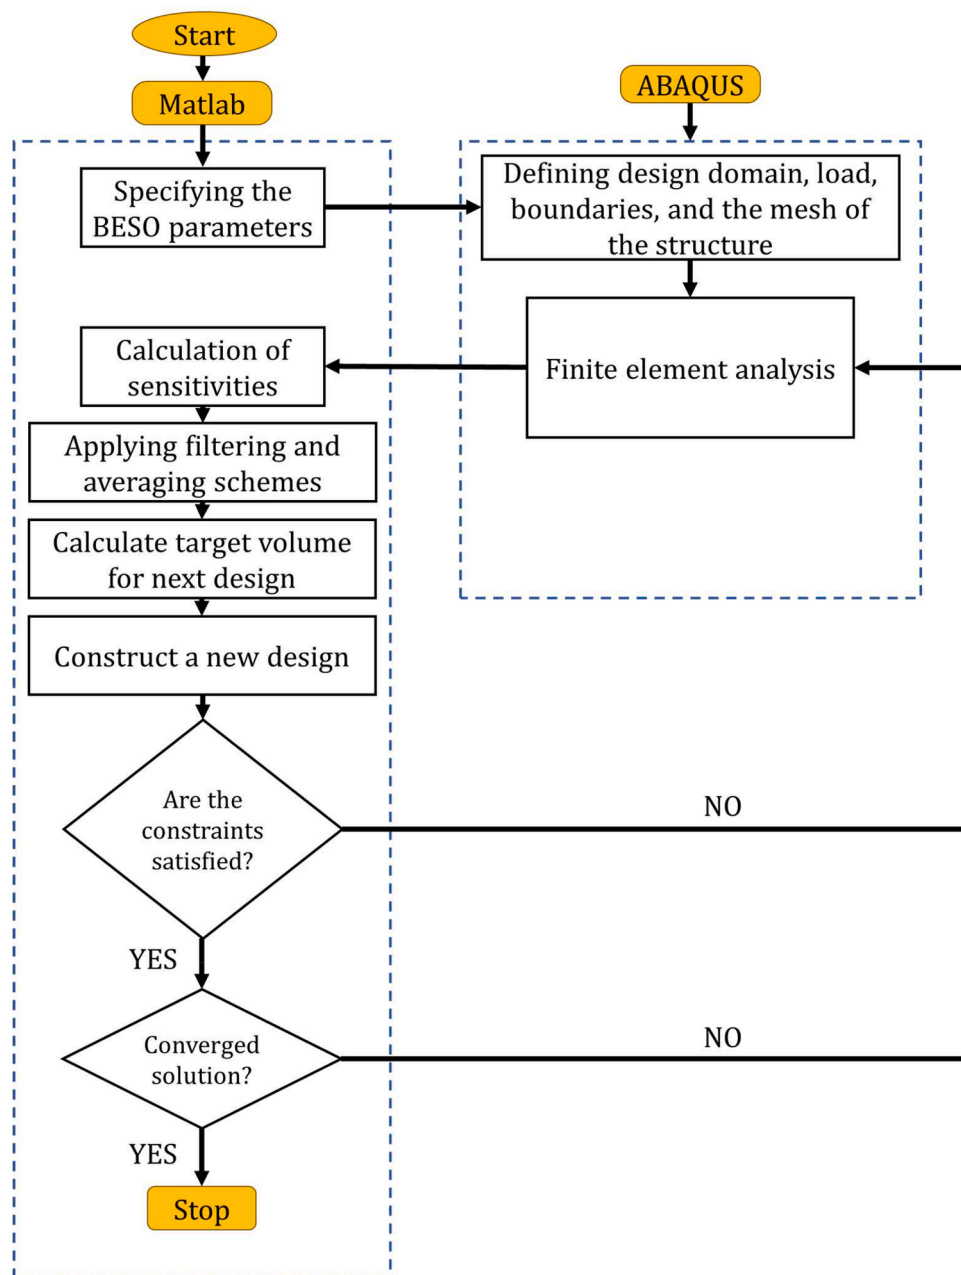 Start
Matlab
ABAQUS
Specifying the
BESO parameters
Defining design domain, load,
boundaries, and the mesh of
the structure
Calculation of
sensitivities
Finite element analysis
Applying filtering and
averaging schemes
Calculate target volume
for next design
Construct a new design
Are the
constraints
satisfied?
NO
YES
Converged
solution?
NO
YES
Stop